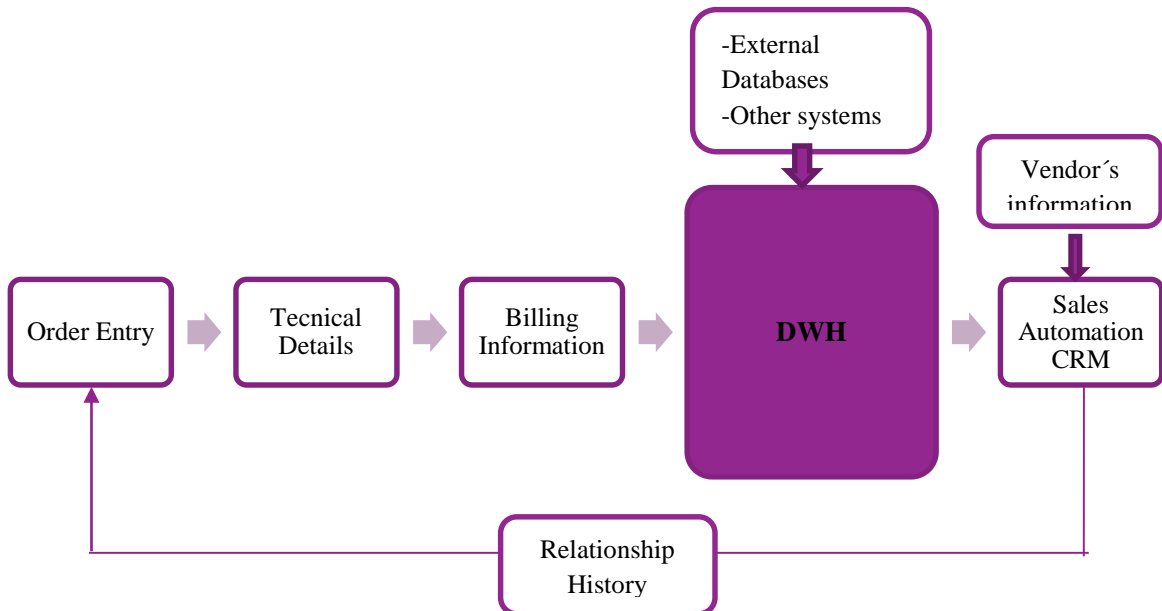 -External
Databases
-Other systems
Vendor´s
information
Order Entry
Tecnical
Details
Billing
Information
DWH
Sales
Automation
CRM
Relationship
History